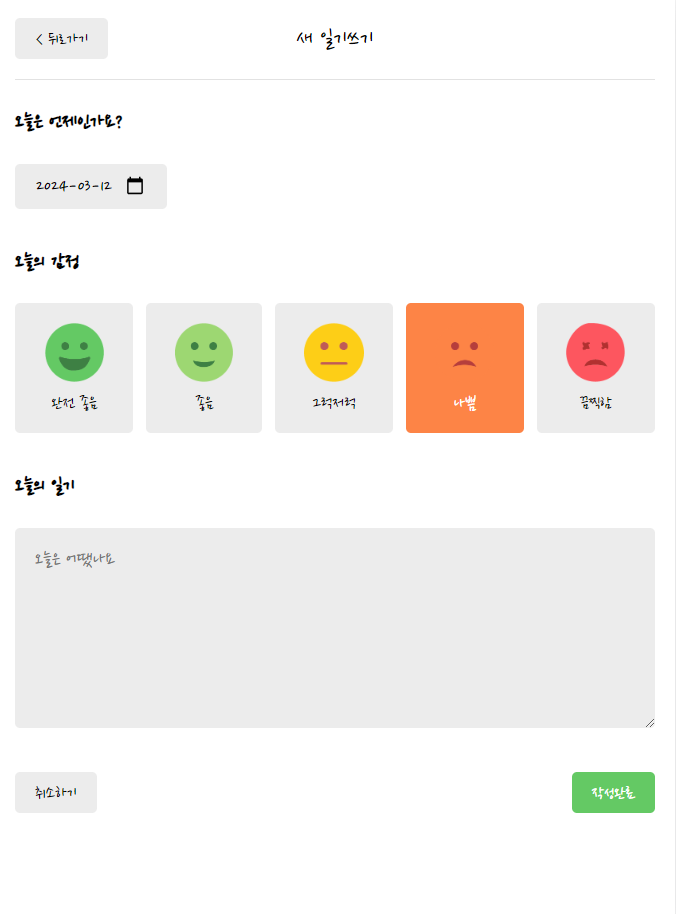 < 뒤로가기
새 일기쓰기
오늘은 언제인가요?
2024-03-12
오늘의 감정
완전 좋음
좋음
그럭저럭
나쁨
끔찍함
오늘의 일기
오늘은 어땠나요
취소하기
작성완료